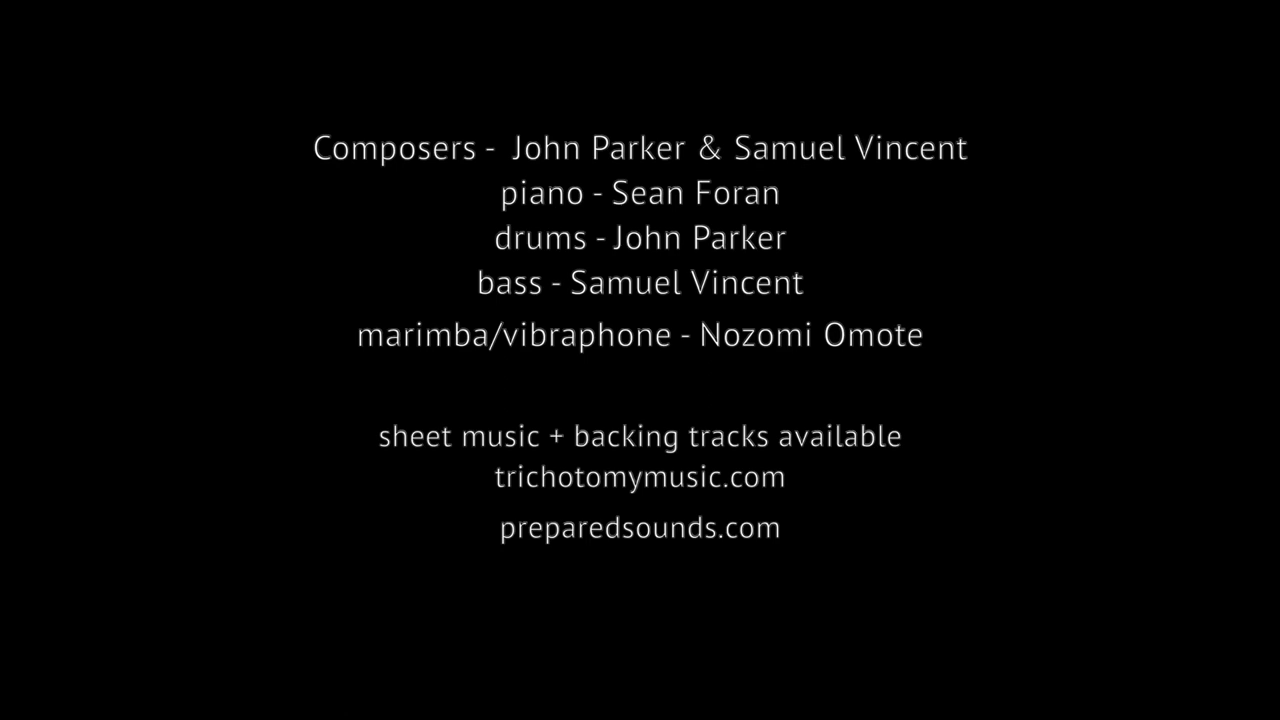 Composers - John Parker & Samuel Vincent
piano - Sean Foran
drums - John Parker
bass - Samuel Vincent
marimba/vibraphone - Nozomi Omote
sheet music + backing tracks available
trichotomymusic.com
preparedsounds.com